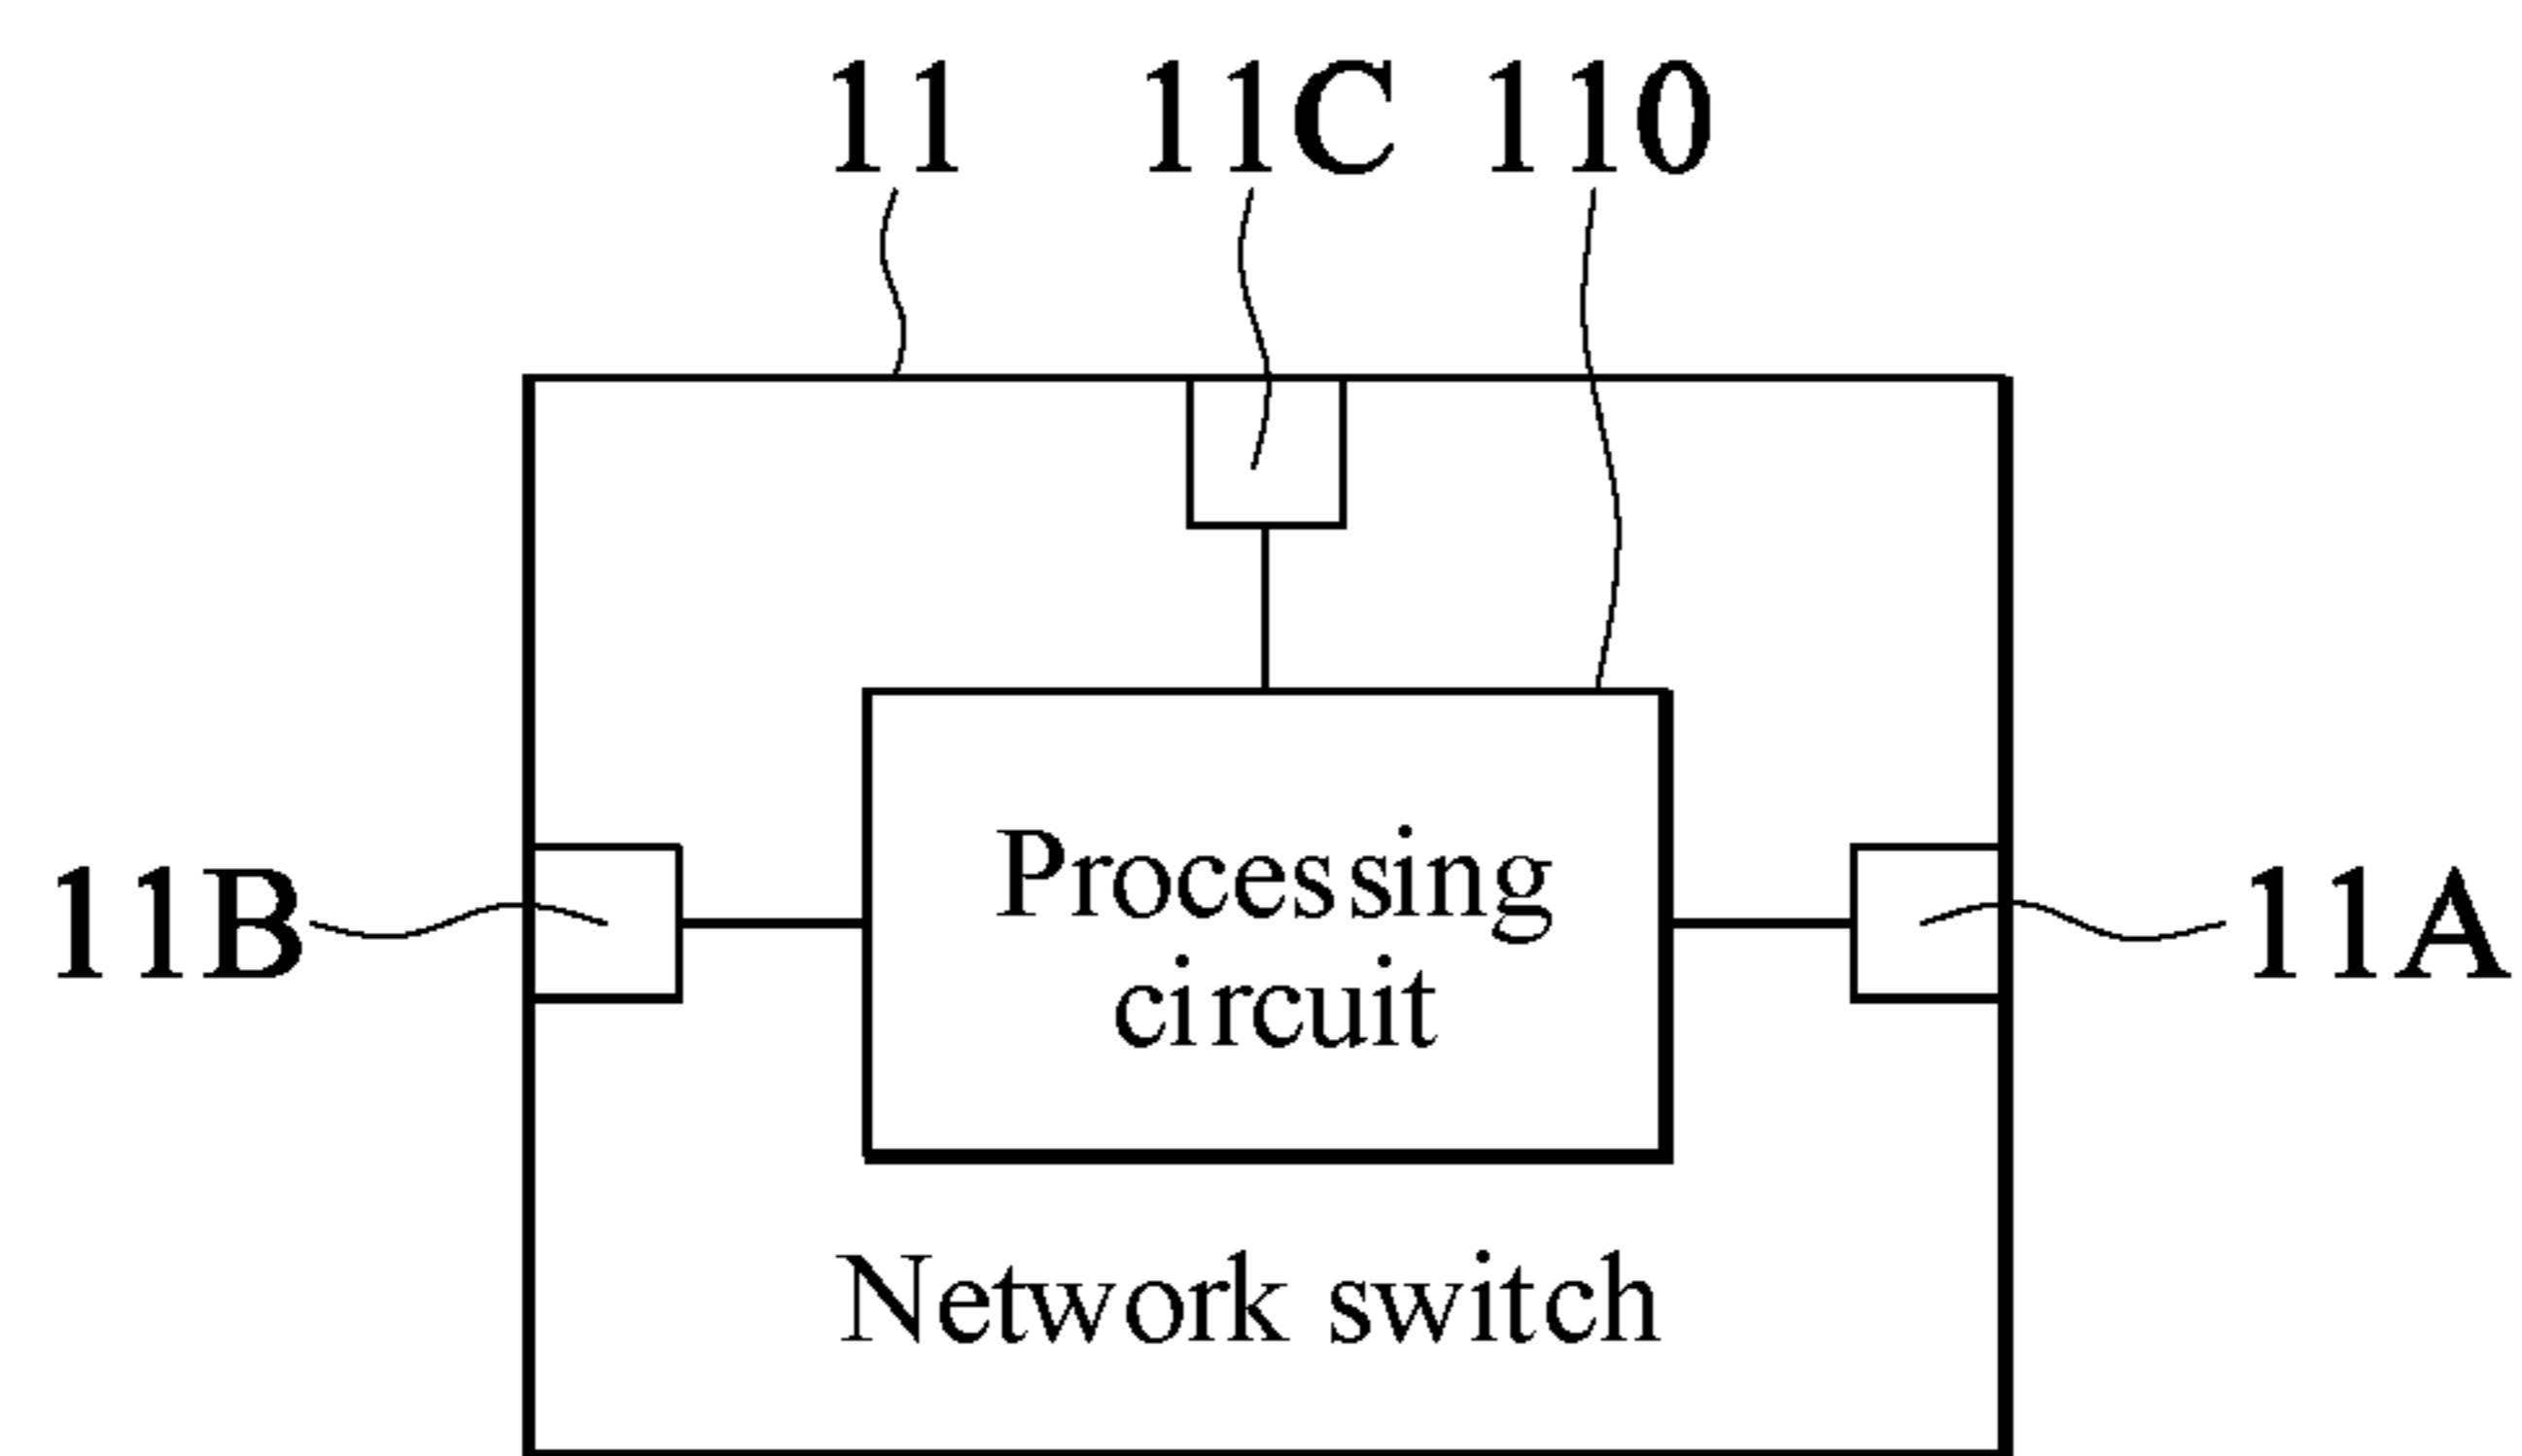 11 11C 110
11B
Processing
circuit
11A
Network switch